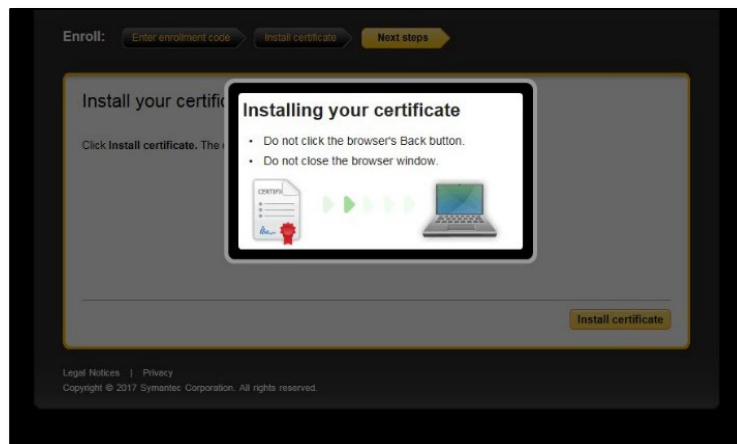 Enroll: Enter enrollment code Install certificate Next steps
Install your certific
Click Install certificate. The
Installing your certificate
• Do not click the browser's Back button.
• Do not close the browser window.
CERTIFI
Install certificate
Legal Notices | Privacy
Copyright © 2017 Symantec Corporation. All rights reserved.